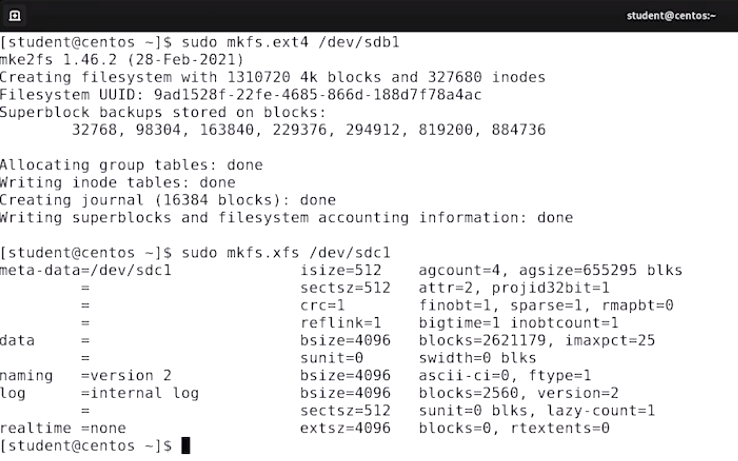 student@centos:~
[student@centos ~]$ sudo mkfs.ext4 /dev/sdb1
mke2fs 1.46.2 (28-Feb-2021)
Creating filesystem with 1310720 4k blocks and 327680 inodes
Filesystem UUID: 9ad1528f-22fe-4685-866d-188d7f78a4ac
Superblock backups stored on blocks:
        32768, 98304, 163840, 229376, 294912, 819200, 884736

Allocating group tables: done
Writing inode tables: done
Creating journal (16384 blocks): done
Writing superblocks and filesystem accounting information: done

[student@centos ~]$ sudo mkfs.xfs /dev/sdc1
meta-data=/dev/sdc1              isize=512    agcount=4, agsize=655295 blks
         =                       sectsz=512   attr=2, projid32bit=1
         =                       crc=1        finobt=1, sparse=1, rmapbt=0
         =                       reflink=1    bigtime=1 inobtcount=1
data     =                       bsize=4096   blocks=2621179, imaxpct=25
         =                       sunit=0      swidth=0 blks
naming   =version 2              bsize=4096   ascii-ci=0, ftype=1
log      =internal log           bsize=4096   blocks=2560, version=2
         =                       sectsz=512   sunit=0 blks, lazy-count=1
realtime =none                   extsz=4096   blocks=0, rtextents=0
[student@centos ~]$